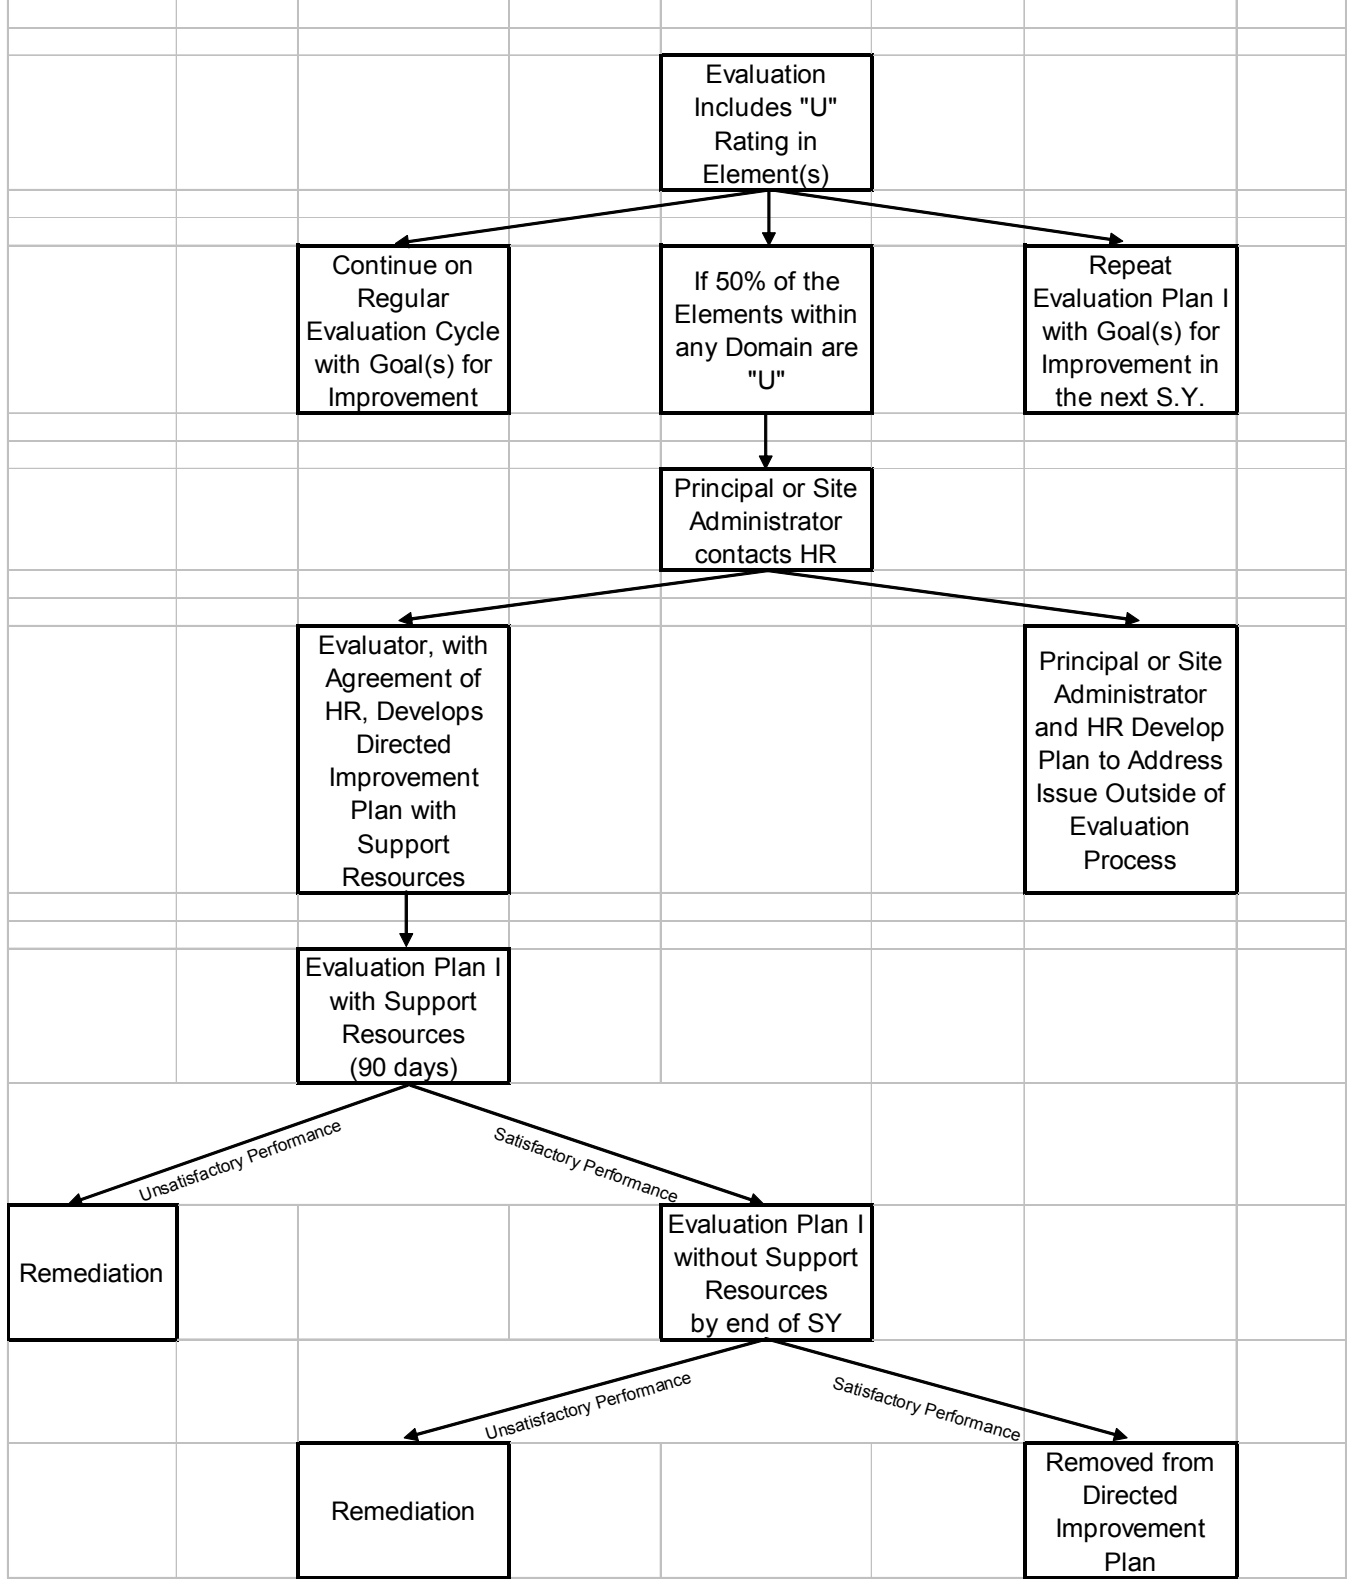 Evaluation
Includes "U"
Rating in
Element(s)
Continue on
Regular
Evaluation Cycle
with Goal(s) for
Improvement
If 50% of the
Elements within
any Domain are
"U"
Repeat
Evaluation Plan I
with Goal(s) for
Improvement in
the next S.Y.
Principal or Site
Administrator
contacts HR
Evaluator, with
Agreement of
HR, Develops
Directed
Improvement
Plan with
Support
Resources
Principal or Site
Administrator
and HR Develop
Plan to Address
Issue Outside of
Evaluation
Process
Evaluation Plan I
with Support
Resources
(90 days)
Unsatisfactory Performance
Satisfactory Performance
Remediation
Evaluation Plan I
without Support
Resources
by end of SY
Unsatisfactory Performance
Satisfactory Performance
Remediation
Removed from
Directed
Improvement
Plan